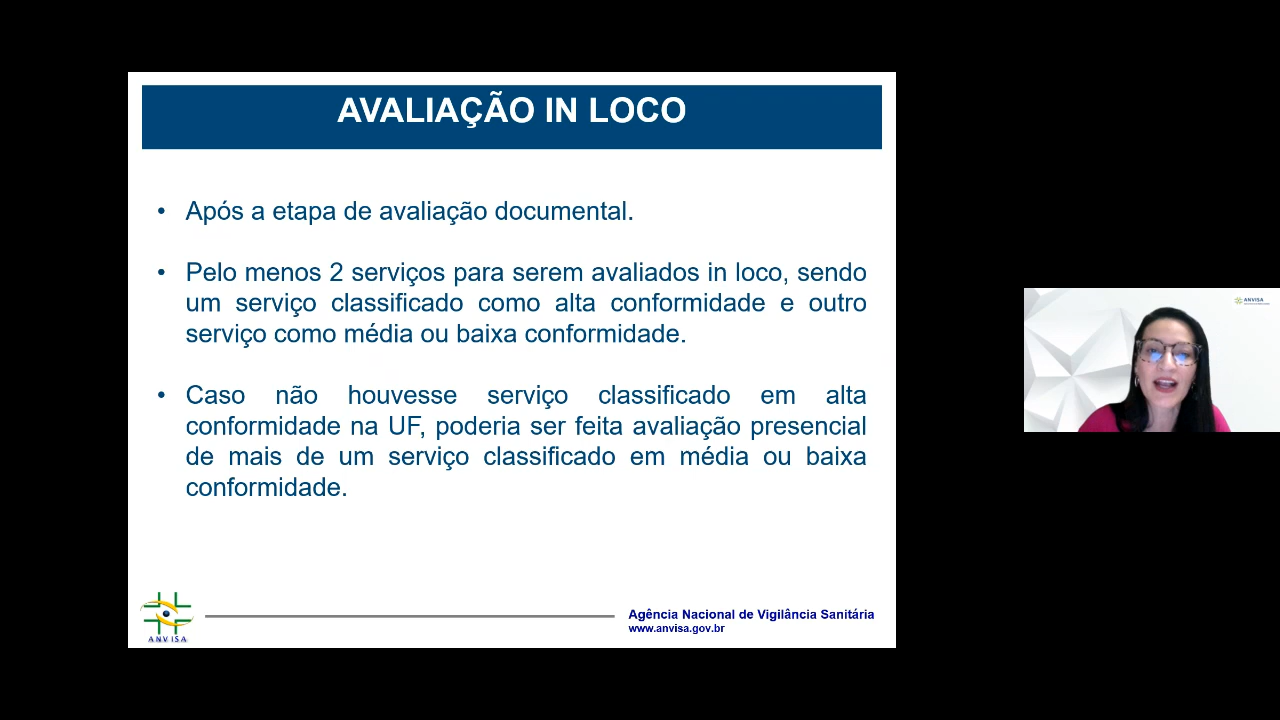 AVALIAÇÃO IN LOCO
• Após a etapa de avaliação documental.
• Pelo menos 2 serviços para serem avaliados in loco, sendo
um serviço classificado como alta conformidade e outro
serviço como média ou baixa conformidade.
• Caso não houvesse serviço classificado em alta
conformidade na UF, poderia ser feita avaliação presencial
de mais de um serviço classificado em média ou baixa
conformidade.
ANVISA
Agência Nacional de Vigilância Sanitária
www.anvisa.gov.br
ANVISA